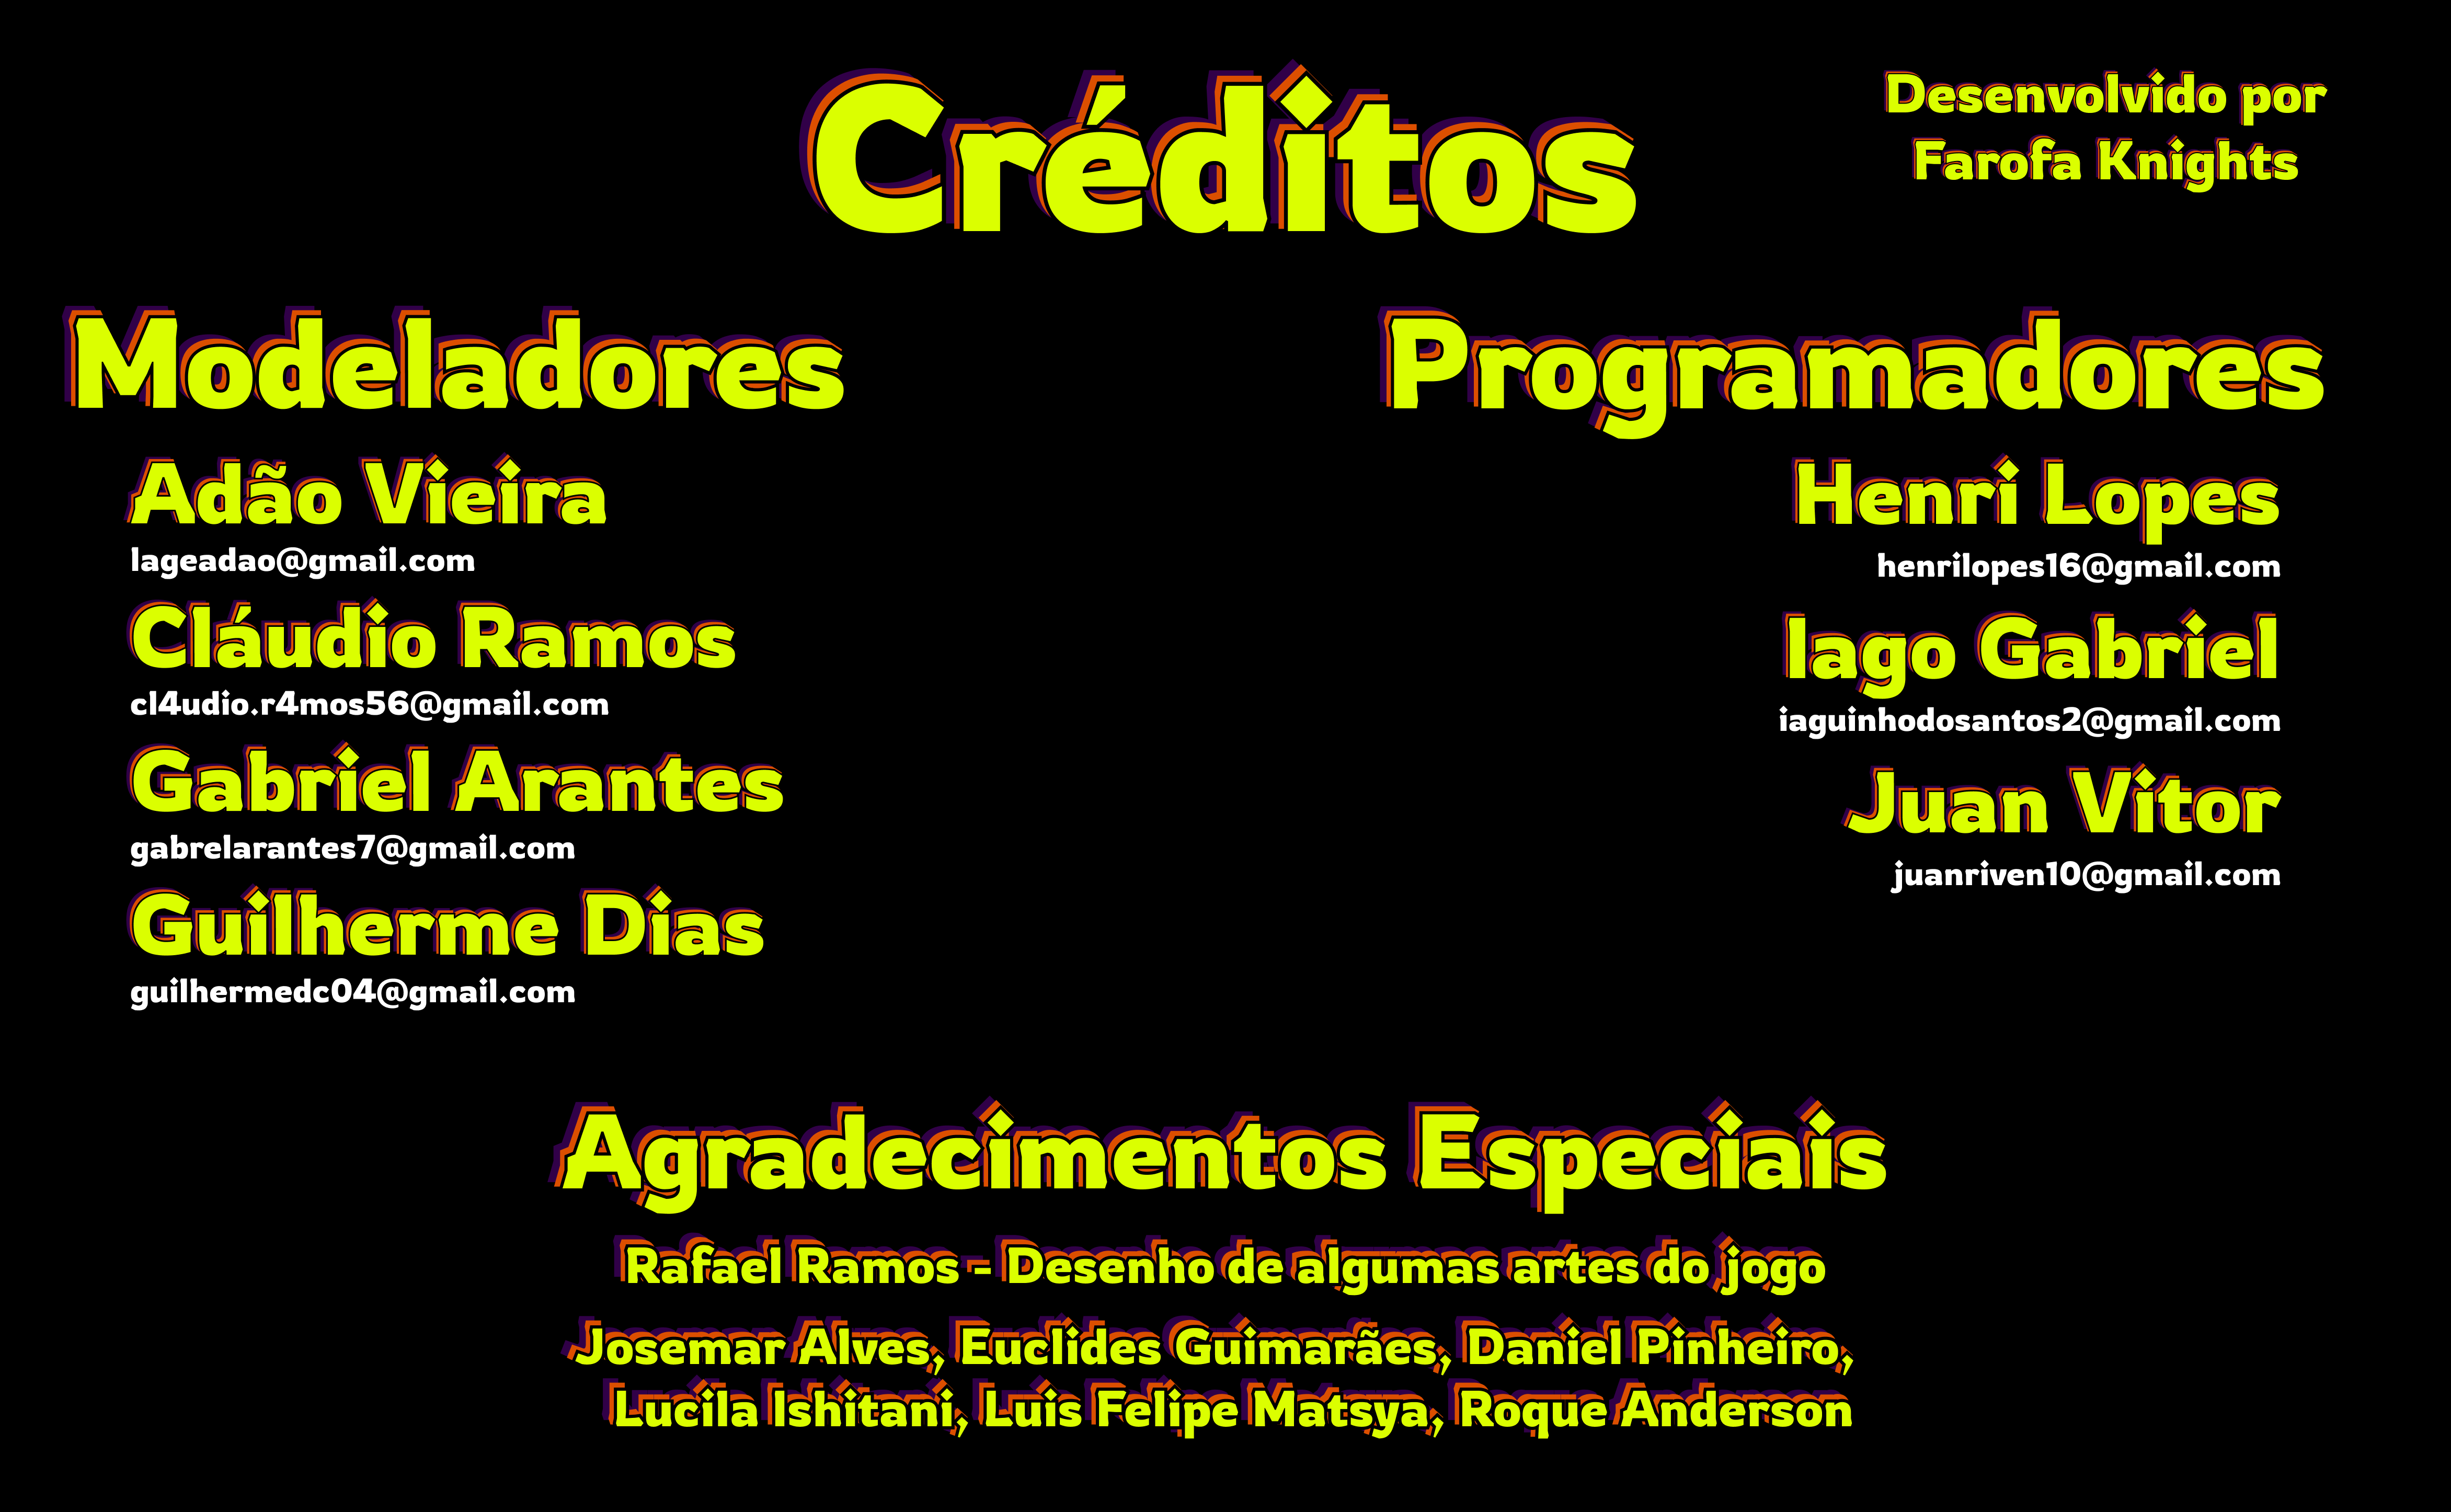 Créditos
Desenvolvido por
Farofa Knights
Modeladores
Adão Vieira
lageadao@gmail.com
Cláudio Ramos
cl4udio.r4mos56@gmail.com
Gabriel Arantes
gabrelarantes7@gmail.com
Guilherme Dias
guilhermedc04@gmail.com
Programadores
Henri Lopes
henrilopes16@gmail.com
Iago Gabriel
iaguinhodosantos2@gmail.com
Juan Vitor
juanriven10@gmail.com
Agradecimentos Especiais
Rafael Ramos - Desenho de algumas artes do jogo
Josemar Alves, Euclides Guimarães, Daniel Pinheiro,
Lucila Ishitani, Luis Felipe Matsya, Roque Anderson